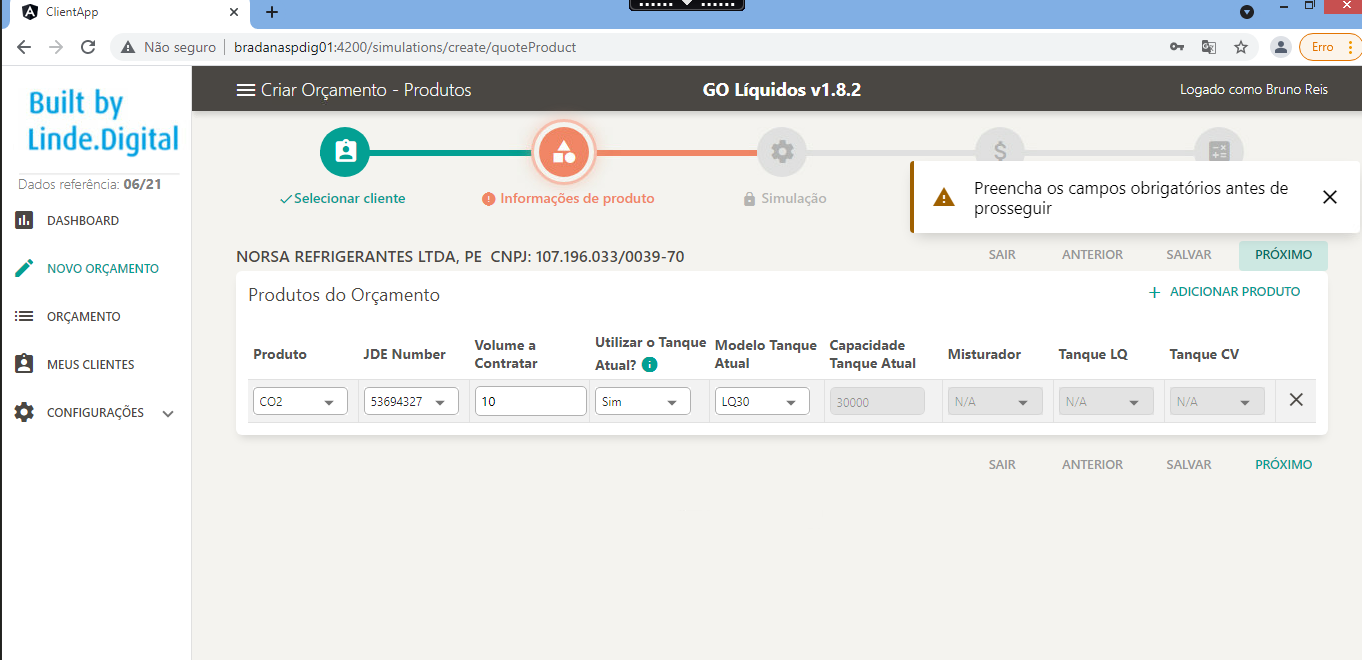 ClientApp
Não seguro
bradanaspdig01:4200/simulations/create/quoteProduct
Erro
Built by
Linde.Digital
Dados referência: 06/21
DASHBOARD
NOVO ORÇAMENTO
ORÇAMENTO
MEUS CLIENTES
CONFIGURAÇÕES
Criar Orçamento - Produtos
GO Líquidos v1.8.2
Logado como Bruno Reis
Selecionar cliente
Informações de produto
Simulação
Preencha os campos obrigatórios antes de
prosseguir
NORSA REFRIGERANTES LTDA, PE CNPJ: 107.196.033/0039-70
SAIR ANTERIOR SALVAR PRÓXIMO
Produtos do Orçamento
+ ADICIONAR PRODUTO
Produto
JDE Number
Volume a
Contratar
Utilizar o Tanque
Atual?
Modelo Tanque
Atual
Capacidade
Tanque Atual
Misturador
Tanque LQ
Tanque CV
CO2 53694327 10 Sim LQ30 30000 N/A N/A N/A
SAIR ANTERIOR SALVAR PRÓXIMO